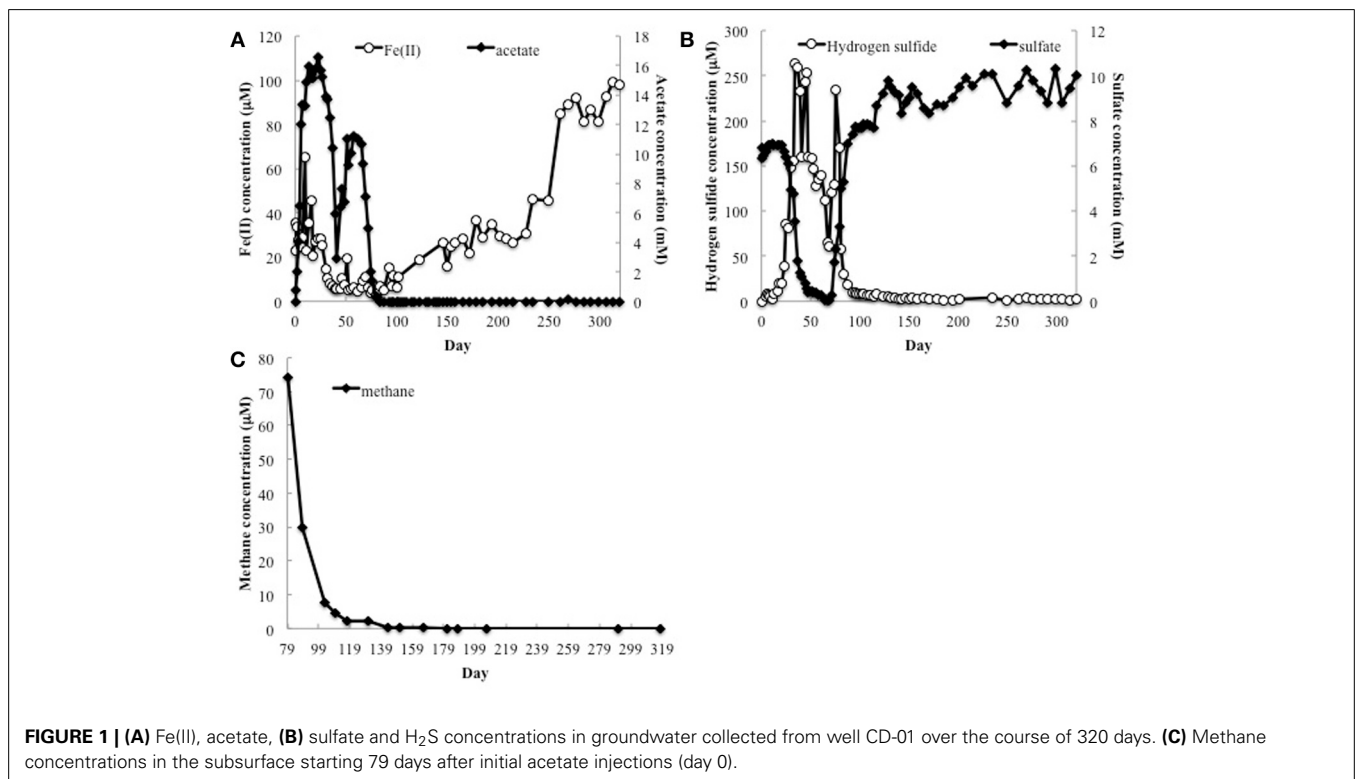 A
Fe(II)
acetate
120
100
80
60
40
20
0
Fe(II) concentration (µM)
18
16
14
12
10
8
6
4
2
0
Acetate concentration (mM)
0 50 100 150 200 250 300
Day
B
Hydrogen sulfide
sulfate
300
250
200
150
100
50
0
Hydrogen sulfide concentration (µM)
12
10
8
6
4
2
0
Sulfate concentration (mM)
0 50 100 150 200 250 300
Day
C
methane
80
70
60
50
40
30
20
10
0
Methane concentration (µM)
79 99 119 139 159 179 199 219 239 259 279 299 319
Day
FIGURE 1 | (A) Fe(II), acetate, (B) sulfate and H₂S concentrations in groundwater collected from well CD-01 over the course of 320 days. (C) Methane
concentrations in the subsurface starting 79 days after initial acetate injections (day 0).